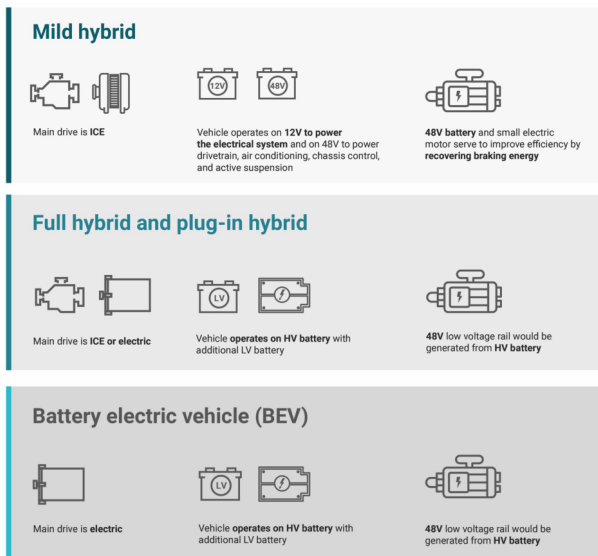 Mild hybrid
12V
48V
Main drive is ICE
Vehicle operates on 12V to power
the electrical system and on 48V to power
drivetrain, air conditioning, chassis control,
and active suspension
48V battery and small electric
motor serve to improve efficiency by
recovering braking energy
Full hybrid and plug-in hybrid
LV
Main drive is ICE or electric
Vehicle operates on HV battery with
additional LV battery
48V low voltage rail would be
generated from HV battery
Battery electric vehicle (BEV)
LV
Main drive is electric
Vehicle operates on HV battery with
additional LV battery
48V low voltage rail would be
generated from HV battery